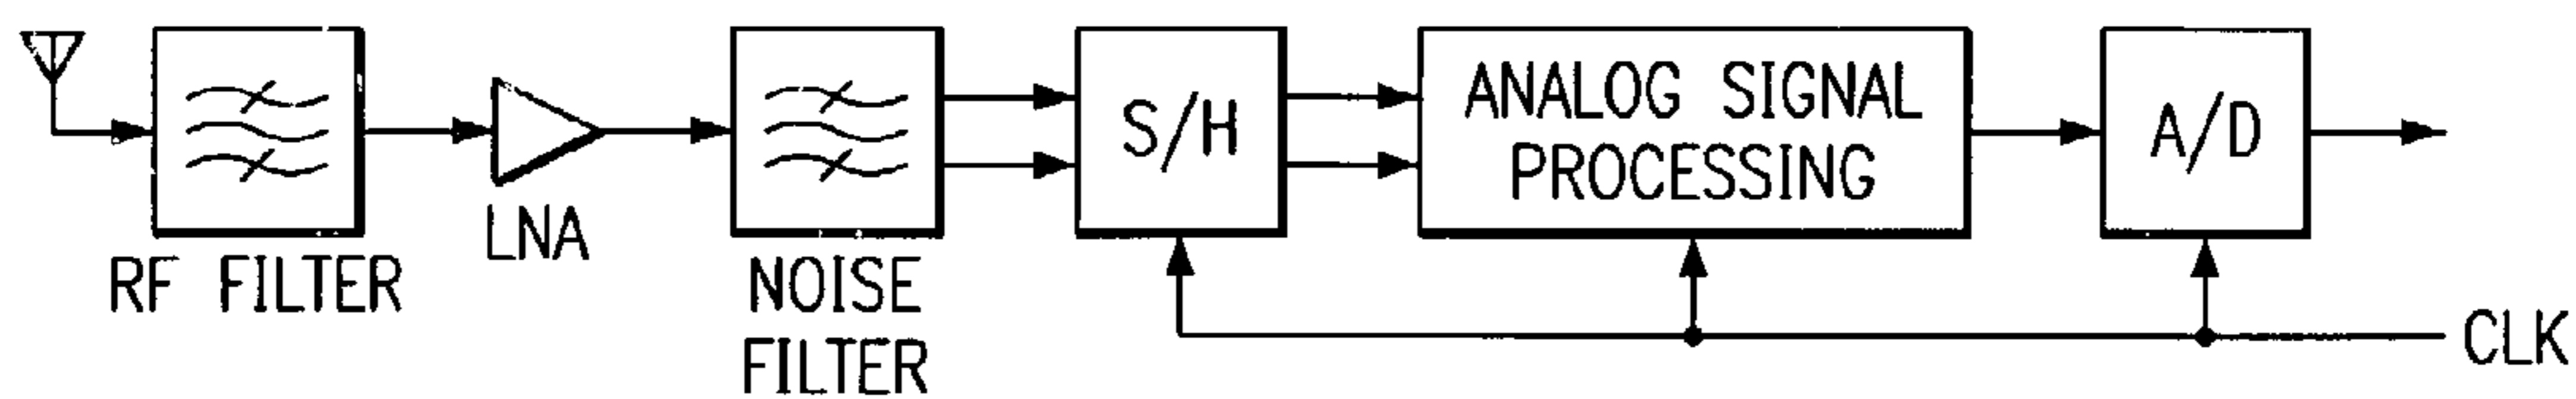 RF FILTER
LNA
NOISE
FILTER
S/H
ANALOG SIGNAL
PROCESSING
A/D
CLK